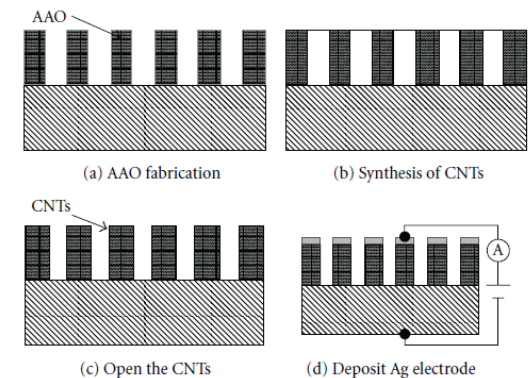 AAO
(a) AAO fabrication
(b) Synthesis of CNTs
CNTs
A
(c) Open the CNTs
(d) Deposit Ag electrode